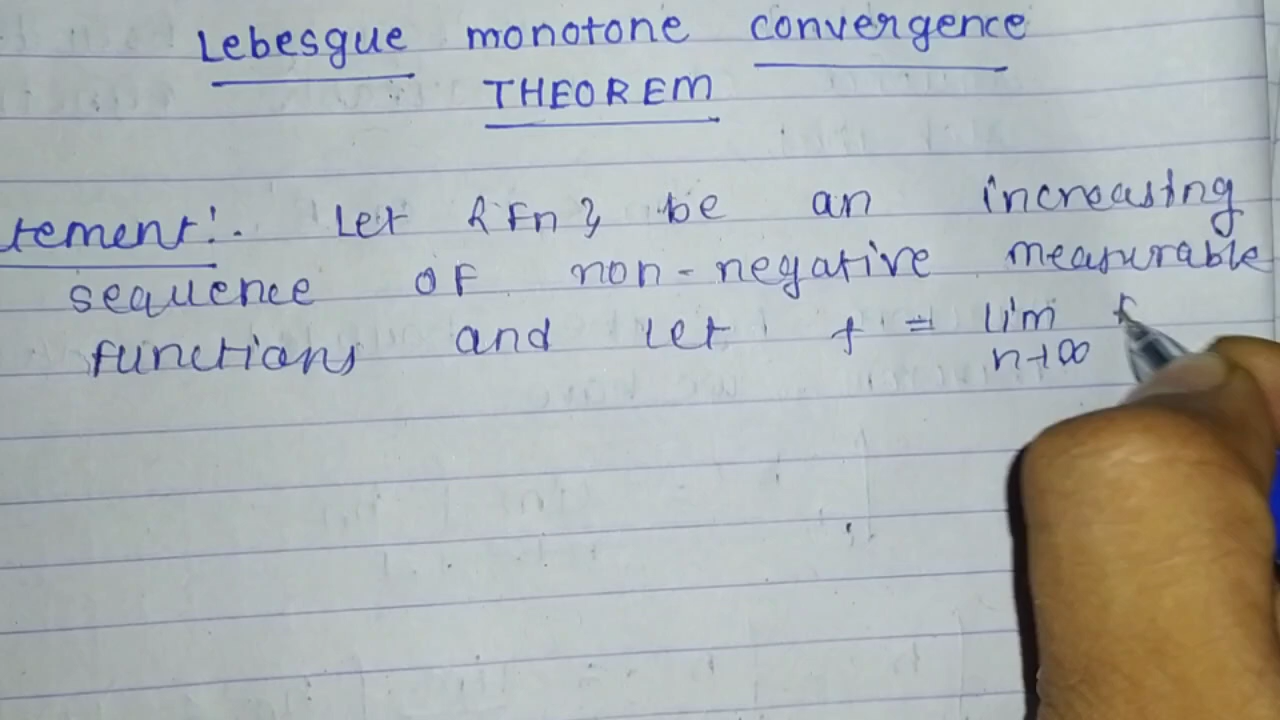 Lebesgue monotone convergence
THEOREM
tement:. Let {Fn} be an increasing
sequence of non-negative measurable
functions and let f = lim f
n→∞